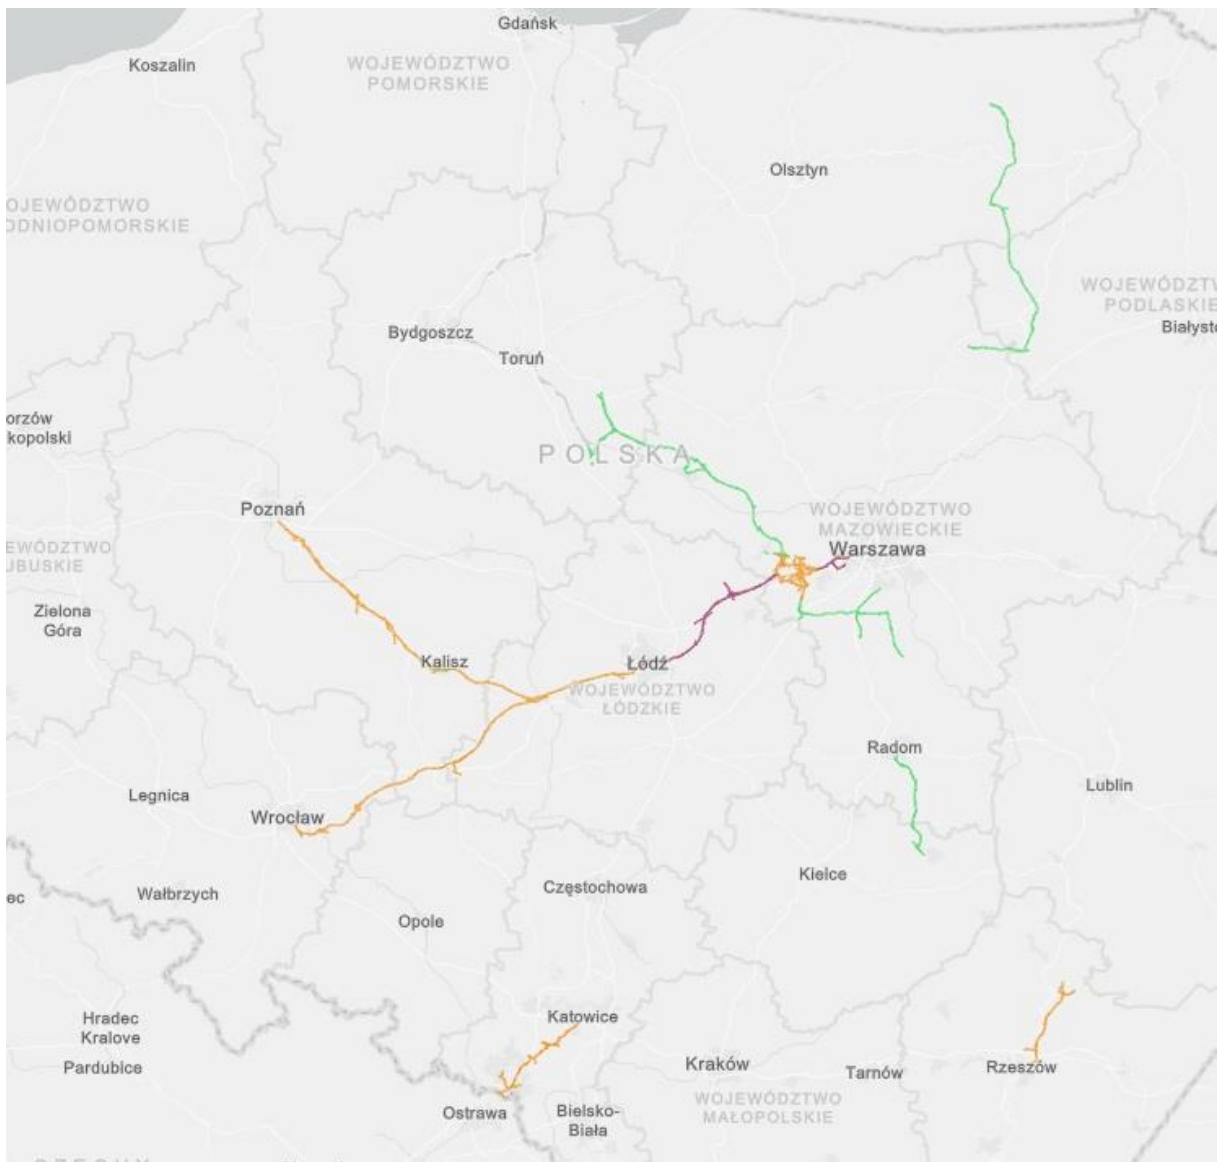 Gdańsk
Koszalin
WOJEWÓDZTWO
POMORSKIE
Olsztyn
OJEWÓDZTWO
ODNIOPOMORSKIE
WOJEWÓDZTW
PODLASKIE
Białysto
Bydgoszcz
Toruń
orzów
kopolski
POLSKA
Poznań
WOJEWÓDZTWO
MAZOWIECKIE
Warszawa
EWÓDZTWO
UBUSKIE
Zielona
Góra
Kalisz
Łódź
WOJEWÓDZTWO
ŁÓDZKIE
Radom
Legnica
Lublin
Wrocław
Kielce
Częstochowa
ec
Wałbrzych
Opole
Hradec
Kralove
Katowice
Pardubice
Kraków
Tarnów
Rzeszów
Ostrawa
Bielsko-
Biała
WOJEWÓDZTWO
MAŁOPOLSKIE